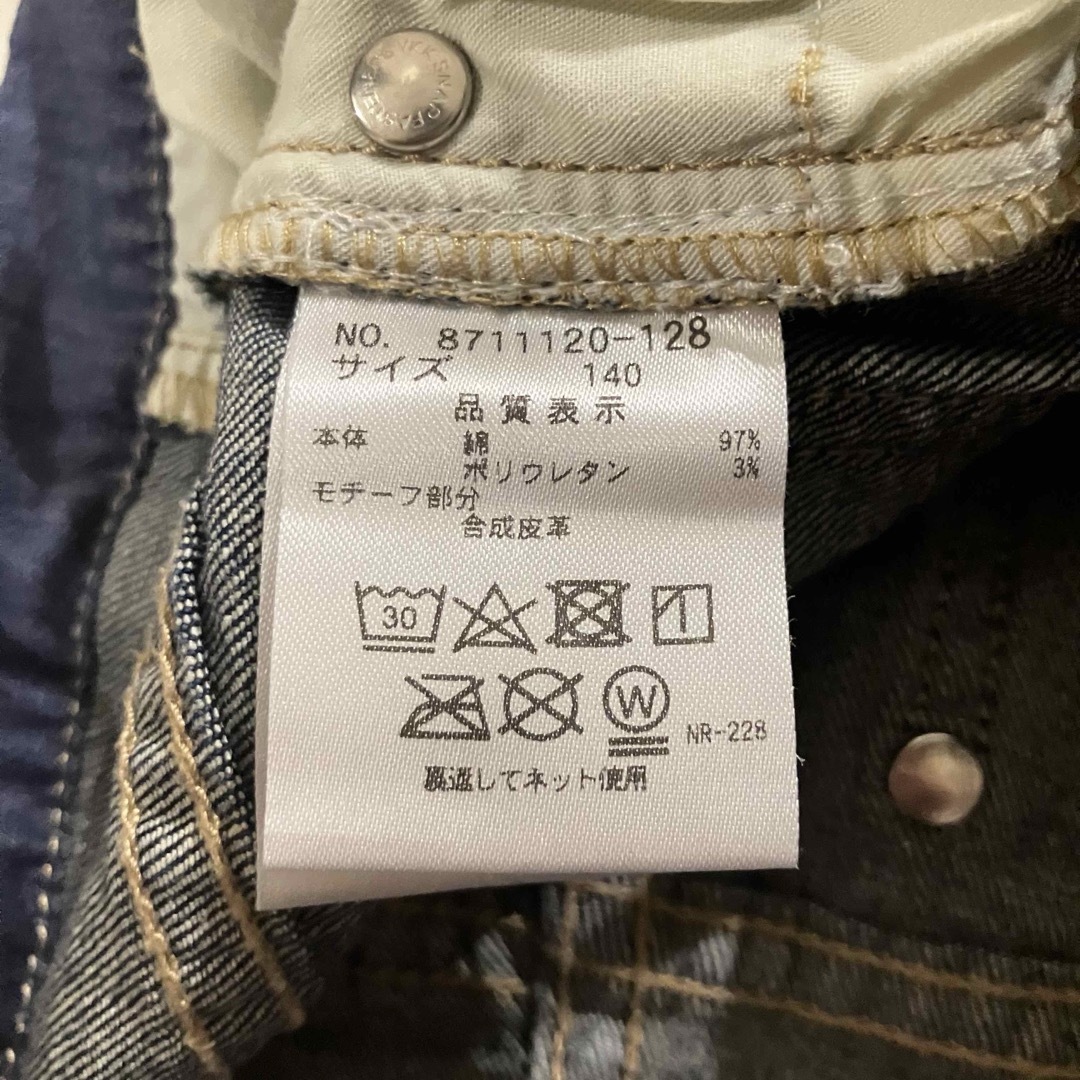 NO. 8711120-128
サイズ 140
品質表示
本体 綿 97%
ポリウレタン 3%
モチーフ部分
合成皮革
30
W
NR-228
裏返してネット使用